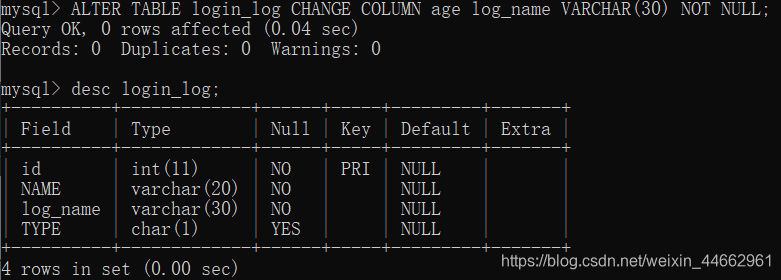 mysql> ALTER TABLE login_log CHANGE COLUMN age log_name VARCHAR(30) NOT NULL;
Query OK, 0 rows affected (0.04 sec)
Records: 0  Duplicates: 0  Warnings: 0

mysql> desc login_log;
+----------+-------------+------+-----+---------+-------+
| Field    | Type        | Null | Key | Default | Extra |
+----------+-------------+------+-----+---------+-------+
| id       | int(11)     | NO   | PRI | NULL    |       |
| NAME     | varchar(20) | NO   |     | NULL    |       |
| log_name | varchar(30) | NO   |     | NULL    |       |
| TYPE     | char(1)     | YES  |     | NULL    |       |
+----------+-------------+------+-----+---------+-------+
4 rows in set (0.00 sec)
https://blog.csdn.net/weixin_44662961